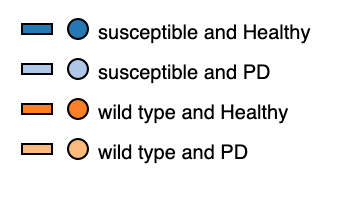 susceptible and Healthy
susceptible and PD
wild type and Healthy
wild type and PD